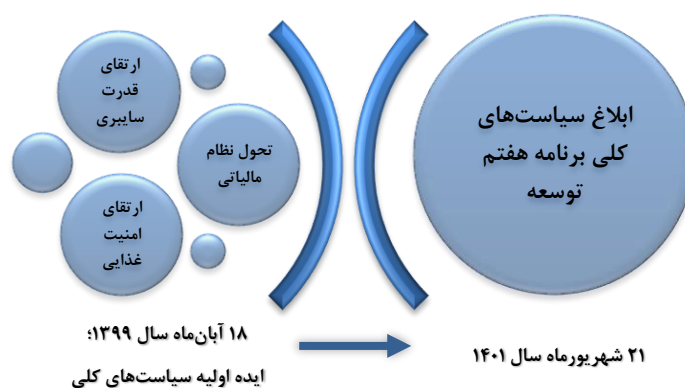 ابلاغ سیاست‌های
کلی برنامه هفتم
توسعه
۲۱ شهریورماه سال ۱۴۰۱
ارتقای
قدرت
سایبری
تحول نظام
مالیاتی
ارتقای
امنیت
غذایی
۱۸ آبان‌ماه سال ۱۳۹۹؛
ایده اولیه سیاست‌های کلی